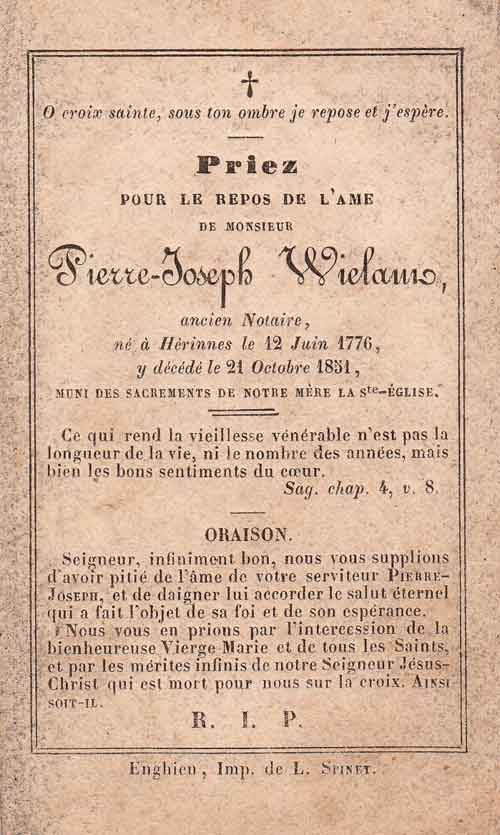 †
O croix sainte, sous ton ombre je repose et j'espère.
Priez
POUR LE REPOS DE L'AME
DE MONSIEUR
Pierre-Joseph Wielans,
ancien Notaire,
né à Hérinnes le 12 Juin 1776,
y décédé le 21 Octobre 1851,
MUNI DES SACREMENTS DE NOTRE MÈRE LA Ste-ÉGLISE.
Ce qui rend la vieillesse vénérable n'est pas la
longueur de la vie, ni le nombre des années, mais
bien les bons sentiments du cœur.
Sag. chap. 4, v. 8.
ORAISON.
Seigneur, infiniment bon, nous vous supplions
d'avoir pitié de l'âme de votre serviteur PIERRE-
JOSEPH, et de daigner lui accorder le salut éternel
qui a fait l'objet de sa foi et de son espérance.
Nous vous en prions par l'intercession de la
bienheureuse Vierge Marie et de tous les Saints,
et par les mérites infinis de notre Seigneur Jésus-
Christ qui est mort pour nous sur la croix. AINSI
SOIT-IL.
R. I. P.
Enghien, Imp. de L. SPINET.